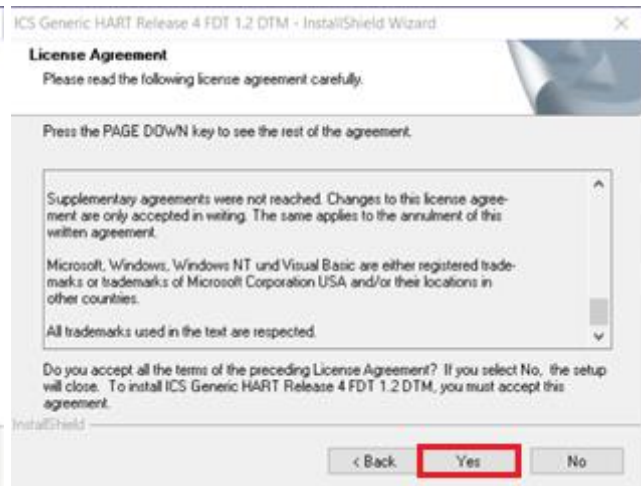 ICS Generic HART Release 4 FDT 1.2 DTM - InstallShield Wizard
License Agreement
Please read the following license agreement carefully.
Press the PAGE DOWN key to see the rest of the agreement.
Supplementary agreements were not reached. Changes to this license agree-
ment are only accepted in writing. The same applies to the annulment of this
written agreement.
Microsoft, Windows, Windows NT und Visual Basic are either registered trade-
marks or trademarks of Microsoft Corporation USA and/or their locations in
other countries.
All trademarks used in the text are respected.
Do you accept all the terms of the preceding License Agreement? If you select No, the setup
will close. To install ICS Generic HART Release 4 FDT 1.2 DTM, you must accept this
agreement.
InstallShield
< Back Yes No